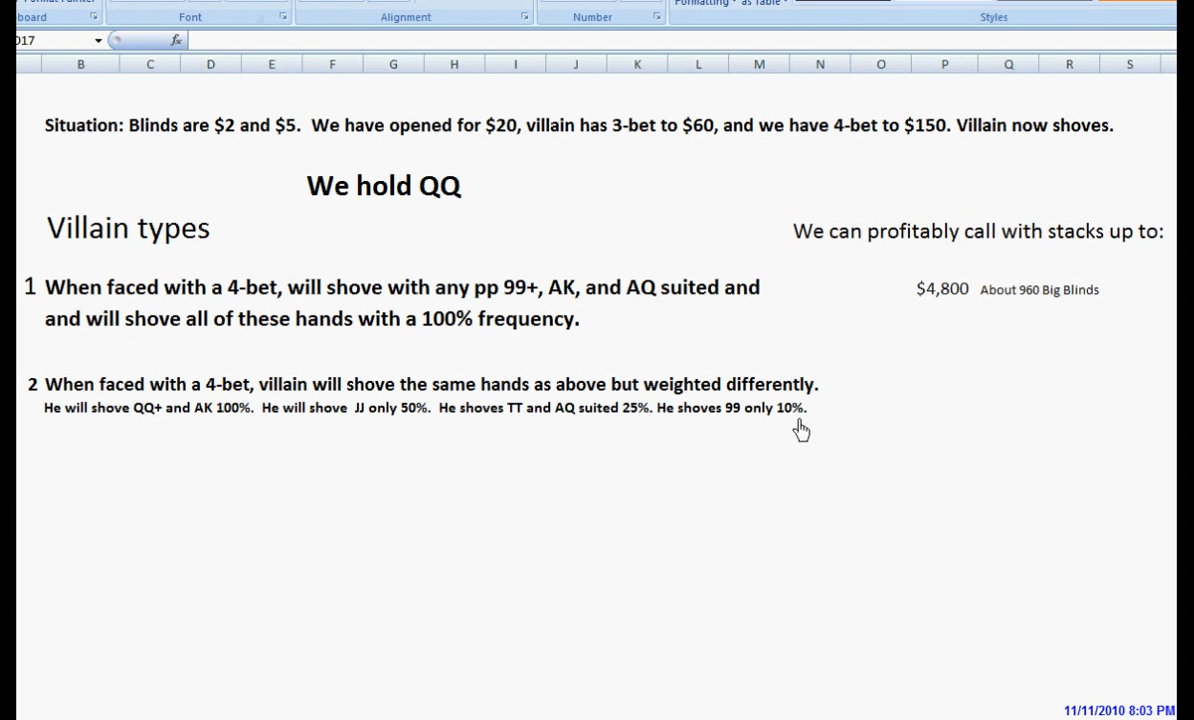 board
Font
Alignment
Number
Formatting as Table
Styles
D17
fx
B C D E F G H I J K L M N O P Q R S
Situation: Blinds are $2 and $5. We have opened for $20, villain has 3-bet to $60, and we have 4-bet to $150. Villain now shoves.
We hold QQ
Villain types
We can profitably call with stacks up to:
1 When faced with a 4-bet, will shove with any pp 99+, AK, and AQ suited and
$4,800 About 960 Big Blinds
and will shove all of these hands with a 100% frequency.
2 When faced with a 4-bet, villain will shove the same hands as above but weighted differently.
He will shove QQ+ and AK 100%. He will shove JJ only 50%. He shoves TT and AQ suited 25%. He shoves 99 only 10%.
11/11/2010 8:03 PM